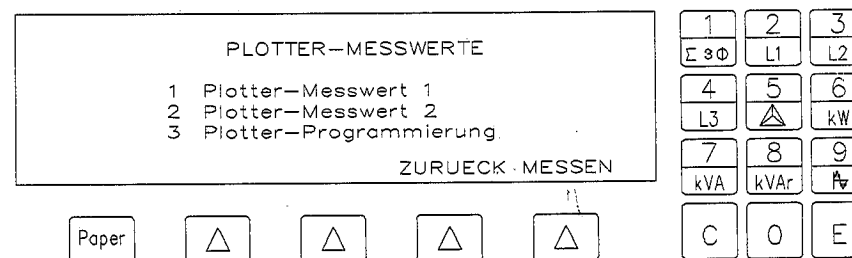 PLOTTER-MESSWERTE
1 Plotter-Messwert 1
2 Plotter-Messwert 2
3 Plotter-Programmierung
ZURUECK MESSEN
Paper
1 2 3
Σ 3Φ L1 L2
4 5 6
L3 kW
7 8 9
kVA kVAr
C 0 E